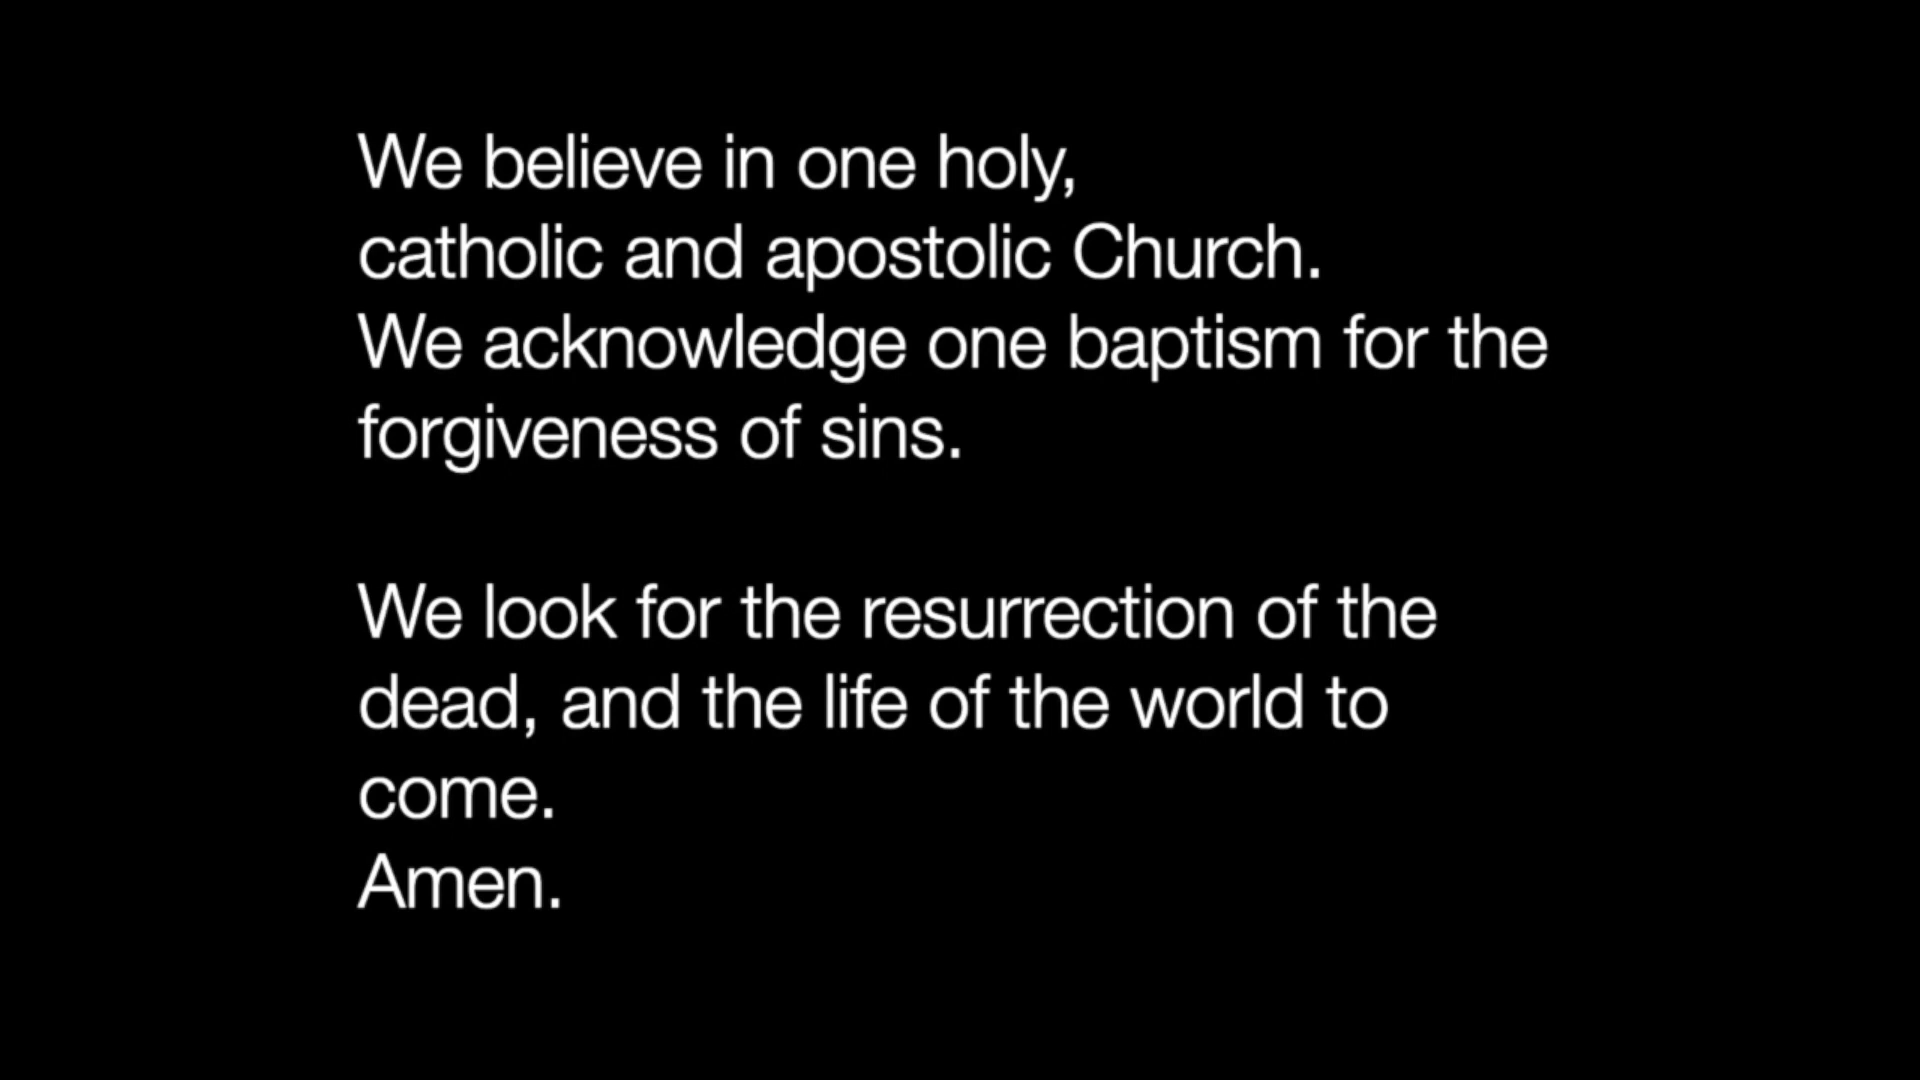 We believe in one holy,
catholic and apostolic Church.
We acknowledge one baptism for the
forgiveness of sins.
We look for the resurrection of the
dead, and the life of the world to
come.
Amen.